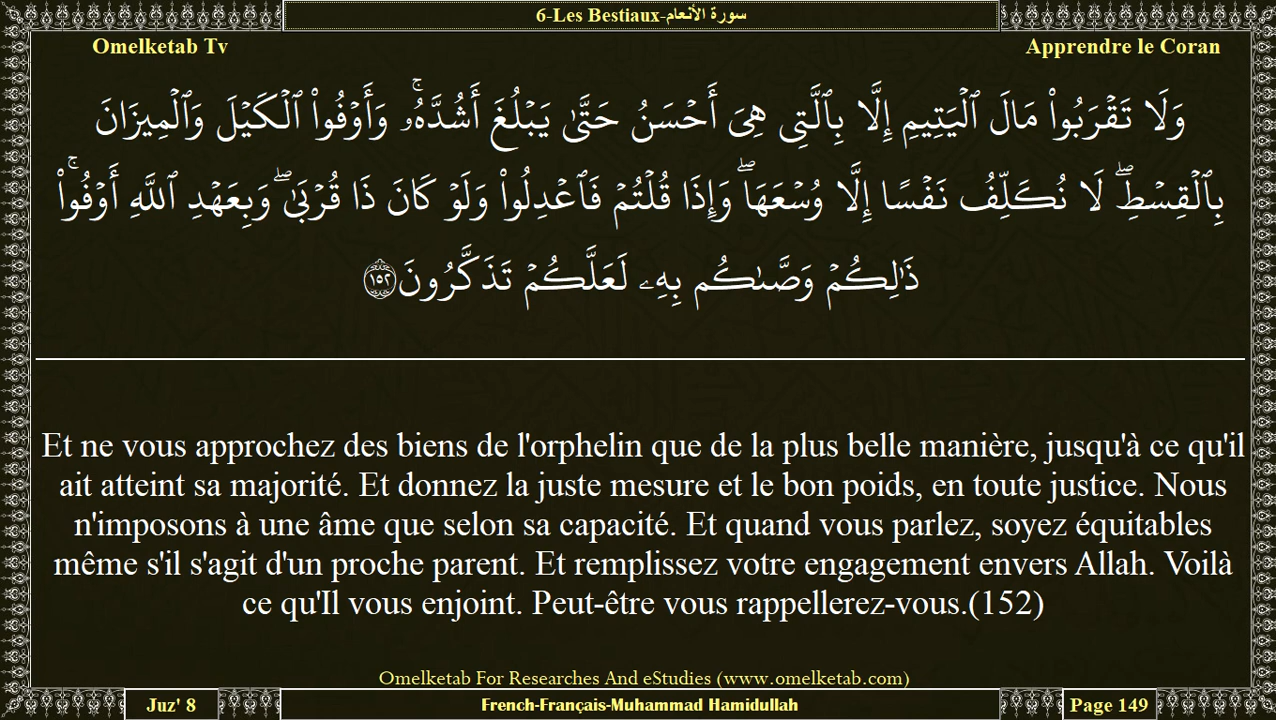 6-Les Bestiaux-سورة الأنعام
Omelketab Tv
Apprendre le Coran
وَلَا تَقۡرَبُواْ مَالَ ٱلۡيَتِيمِ إِلَّا بِٱلَّتِى هِىَ أَحۡسَنُ حَتَّىٰ يَبۡلُغَ أَشُدَّهُۥۚ وَأَوۡفُواْ ٱلۡكَيۡلَ وَٱلۡمِيزَانَ
بِٱلۡقِسۡطِۖ لَا نُكَلِّفُ نَفۡسًا إِلَّا وُسۡعَهَاۖ وَإِذَا قُلۡتُمۡ فَٱعۡدِلُواْ وَلَوۡ كَانَ ذَا قُرۡبَىٰۖ وَبِعَهۡدِ ٱللَّهِ أَوۡفُواْۚ
ذَٰلِكُمۡ وَصَّىٰكُم بِهِۦ لَعَلَّكُمۡ تَذَكَّرُونَ ١٥٢
Et ne vous approchez des biens de l'orphelin que de la plus belle manière, jusqu'à ce qu'il
ait atteint sa majorité. Et donnez la juste mesure et le bon poids, en toute justice. Nous
n'imposons à une âme que selon sa capacité. Et quand vous parlez, soyez équitables
même s'il s'agit d'un proche parent. Et remplissez votre engagement envers Allah. Voilà
ce qu'Il vous enjoint. Peut-être vous rappellerez-vous.(152)
Omelketab For Researches And eStudies (www.omelketab.com)
Juz' 8
French-Français-Muhammad Hamidullah
Page 149